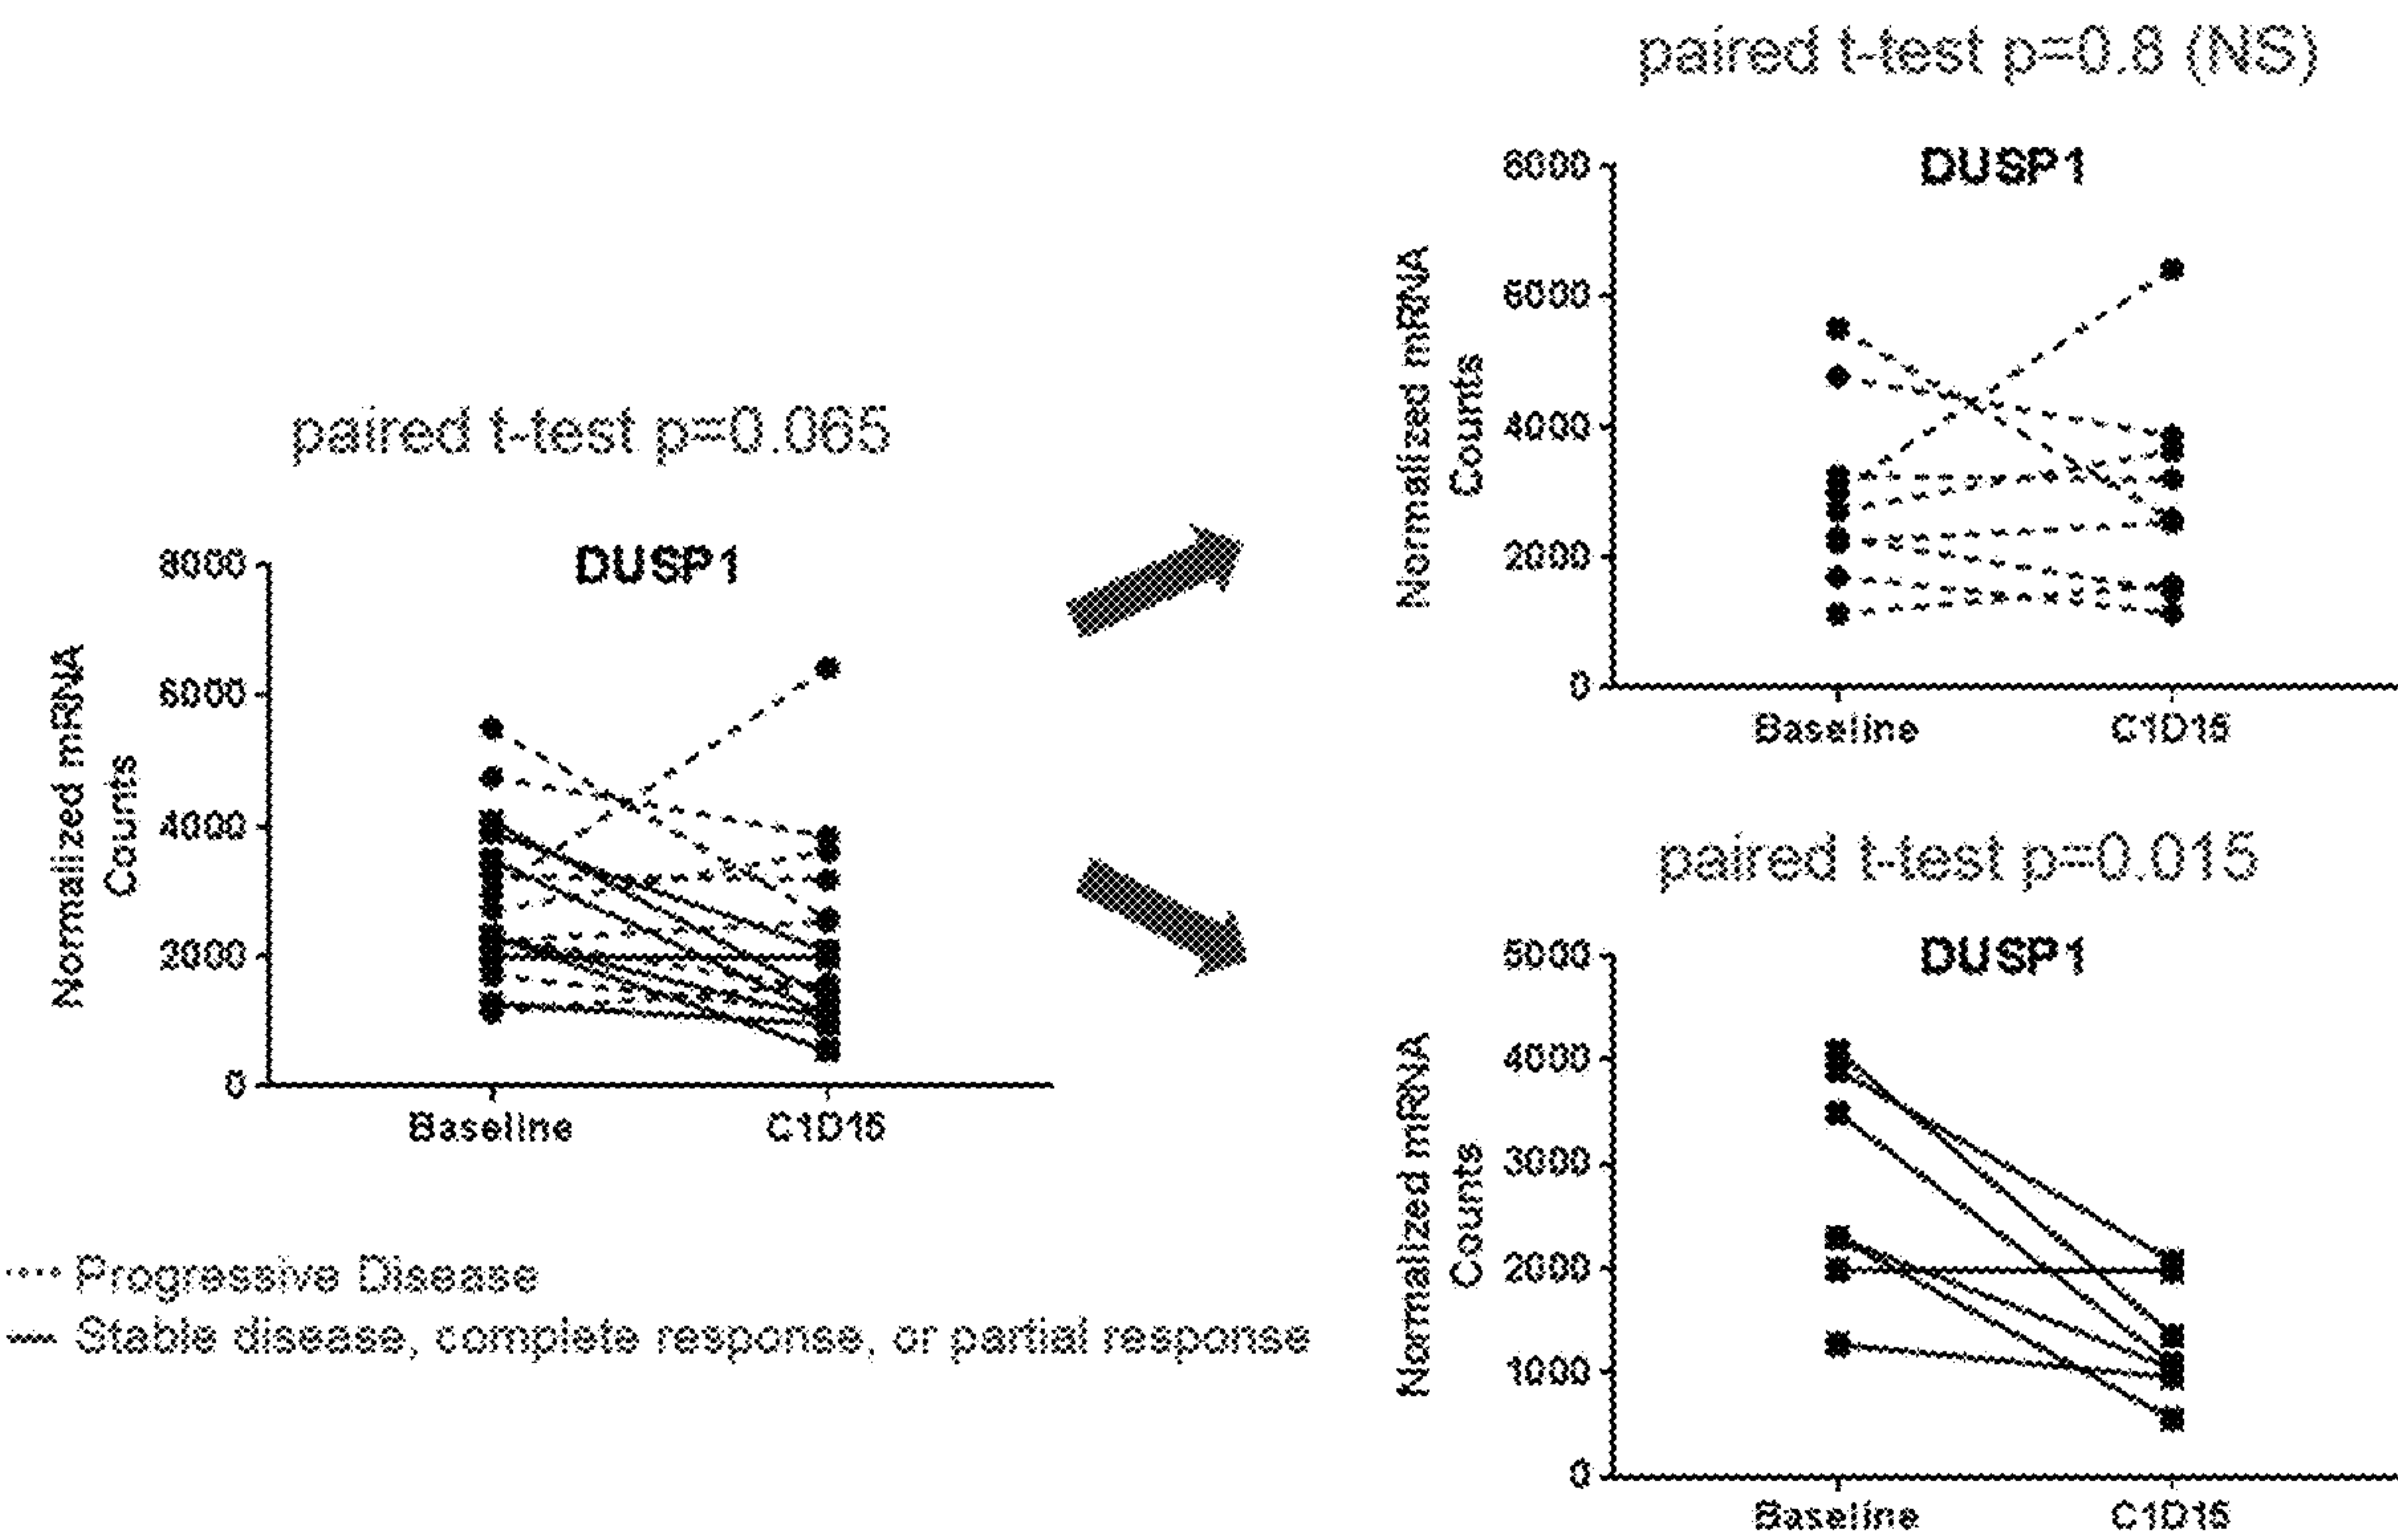 paired t-test p=0.065
DUSP1
Normalized mRNA
Counts
8000
6000
4000
2000
0
Baseline
C1D15
···· Progressive Disease
— Stable disease, complete response, or partial response
paired t-test p=0.8 (NS)
DUSP1
Normalized mRNA
Counts
8000
6000
4000
2000
0
Baseline
C1D15
paired t-test p=0.015
DUSP1
Normalized mRNA
Counts
5000
4000
3000
2000
1000
0
Baseline
C1D15